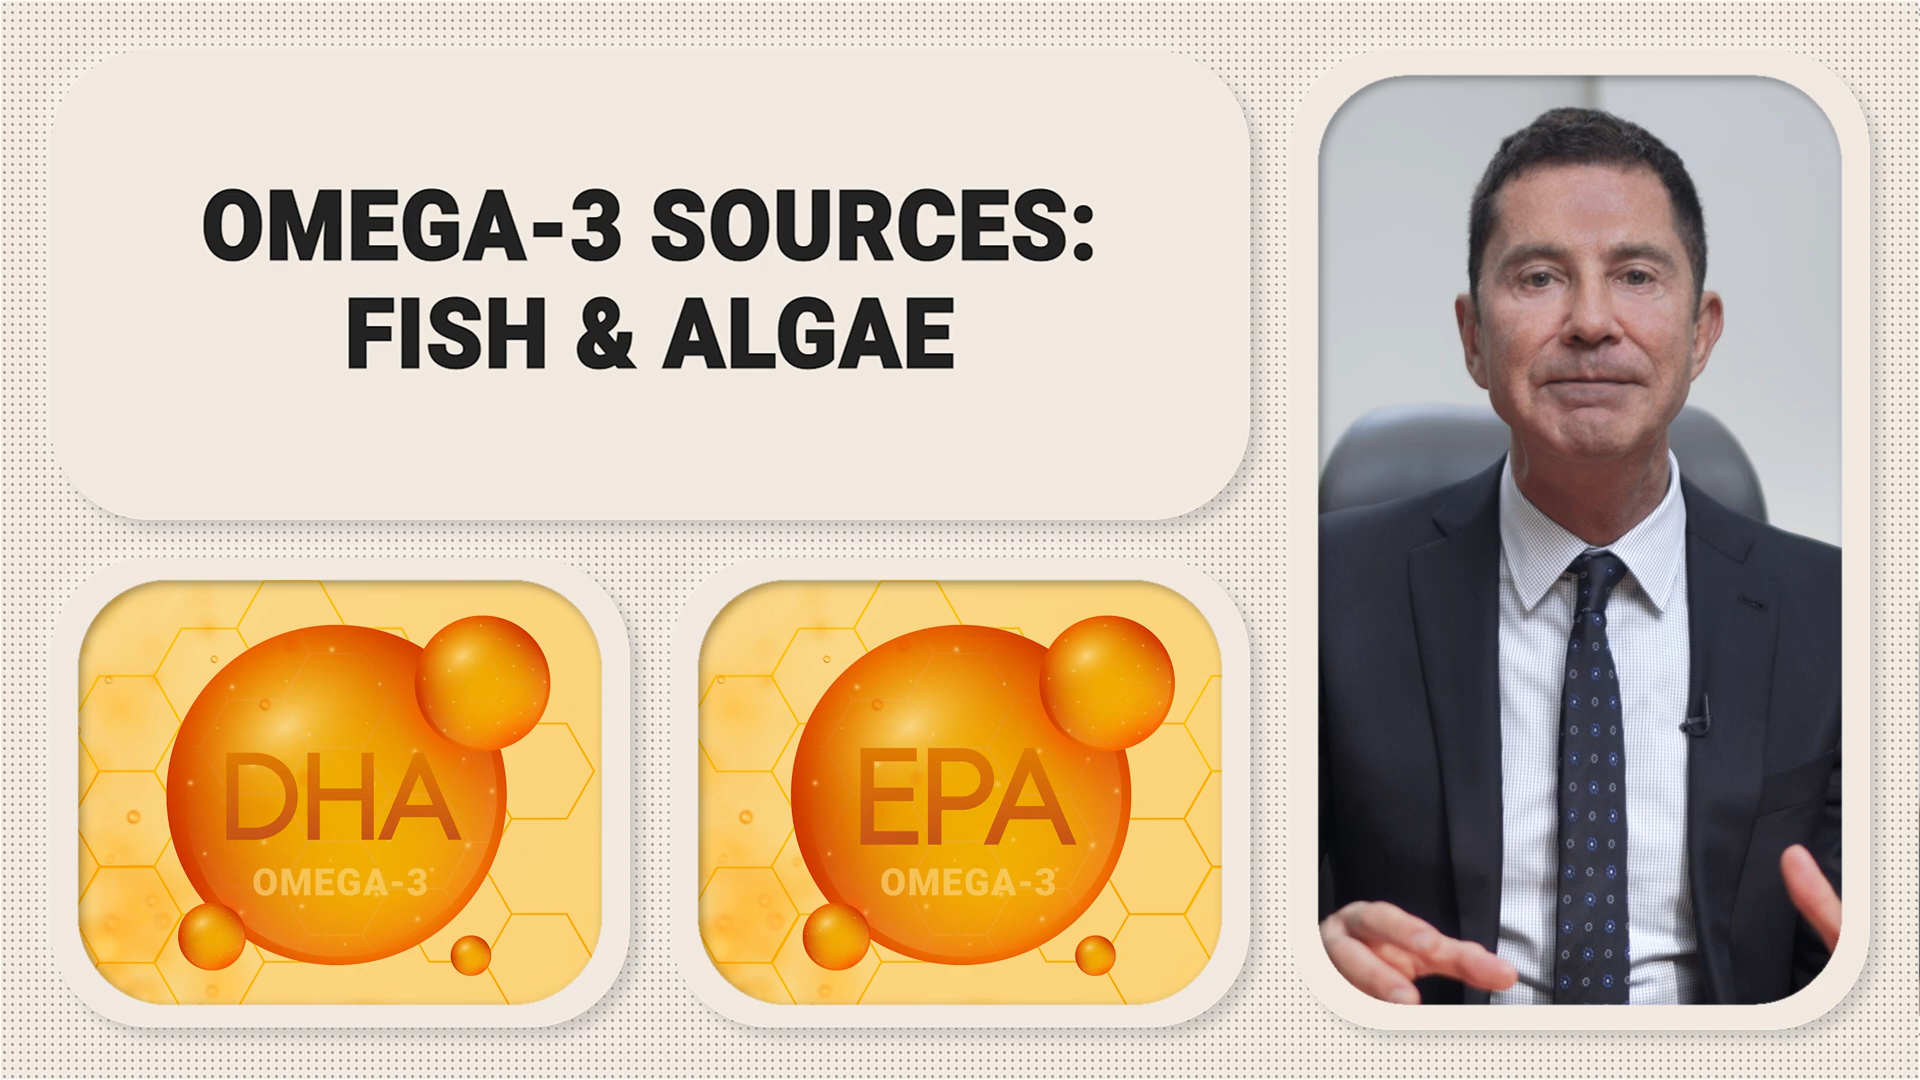 OMEGA-3 SOURCES:
FISH & ALGAE
DHA
OMEGA-3
EPA
OMEGA-3